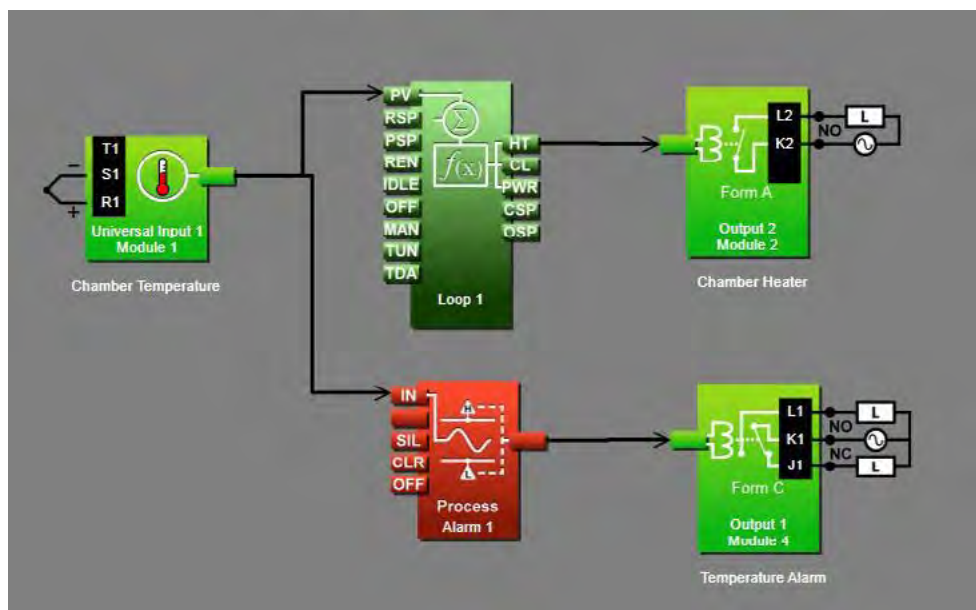 T1
S1
R1
−
+
Universal Input 1
Module 1
Chamber Temperature
PV
RSP
PSP
REN
IDLE
OFF
MAN
TUN
TDA
Σ
f(x)
HT
CL
PWR
CSP
OSP
Loop 1
L2
K2
NO
L
Form A
Output 2
Module 2
Chamber Heater
IN
SIL
CLR
OFF
H
L
Process
Alarm 1
L1
K1
J1
NO
NC
L
L
Form C
Output 1
Module 4
Temperature Alarm